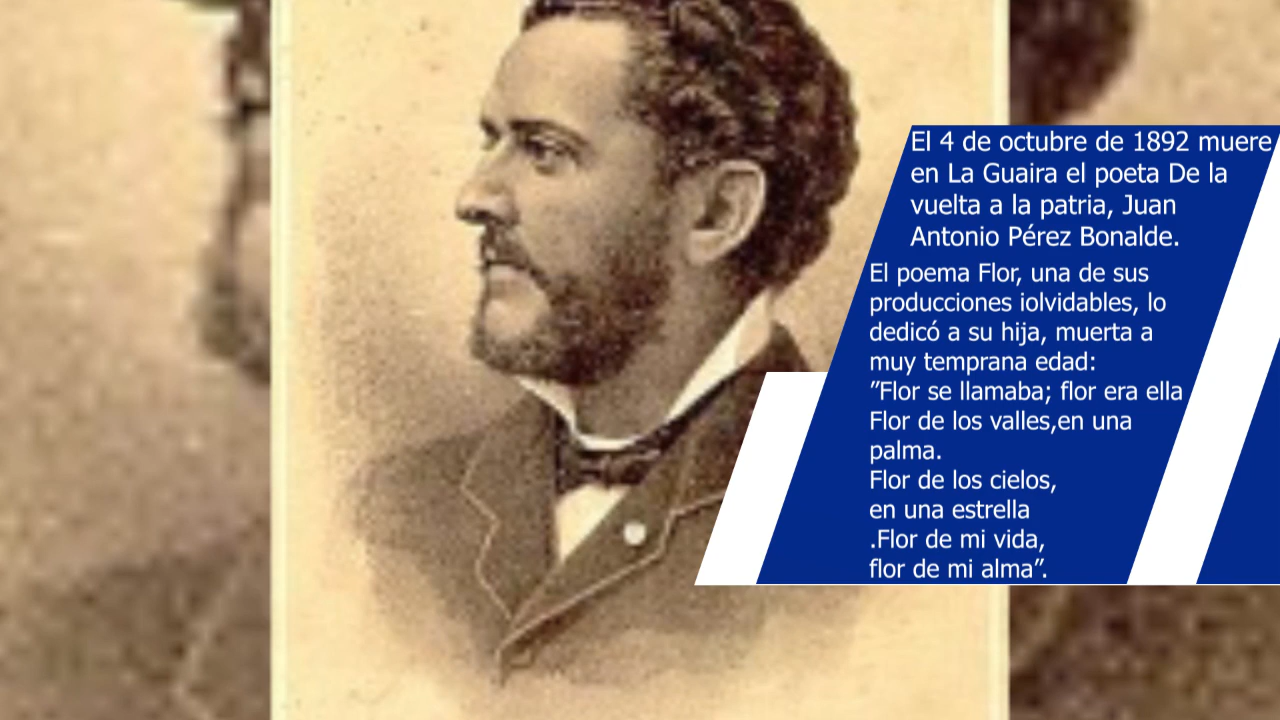 El 4 de octubre de 1892 muere
en La Guaira el poeta De la
vuelta a la patria, Juan
Antonio Pérez Bonalde.
El poema Flor, una de sus
producciones iolvidables, lo
dedicó a su hija, muerta a
muy temprana edad:
”Flor se llamaba; flor era ella
Flor de los valles,en una
palma.
Flor de los cielos,
en una estrella
.Flor de mi vida,
flor de mi alma”.